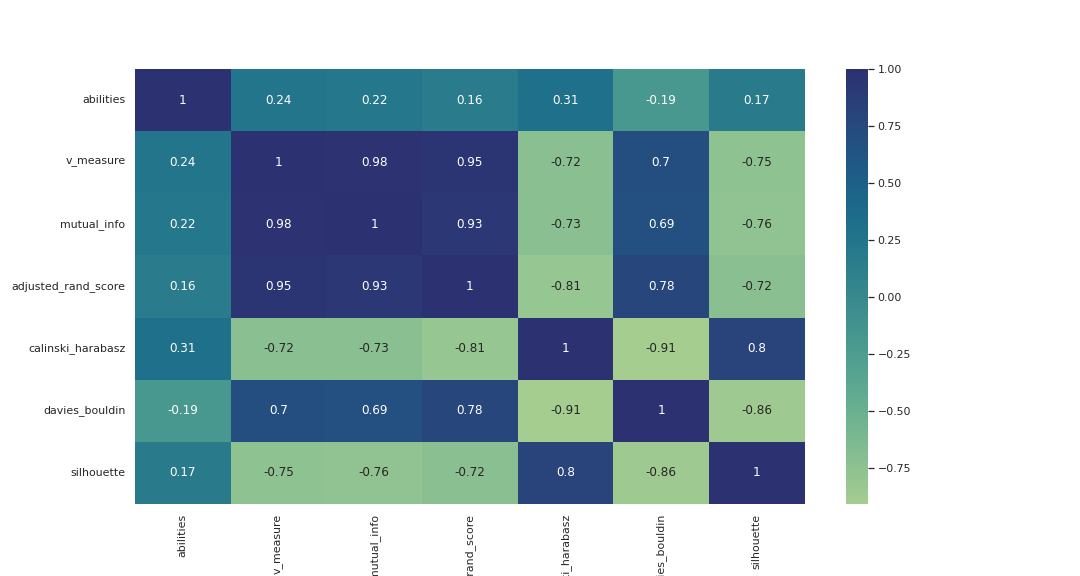 abilities 1 0.24 0.22 0.16 0.31 -0.19 0.17
v_measure 0.24 1 0.98 0.95 -0.72 0.7 -0.75
mutual_info 0.22 0.98 1 0.93 -0.73 0.69 -0.76
adjusted_rand_score 0.16 0.95 0.93 1 -0.81 0.78 -0.72
calinski_harabasz 0.31 -0.72 -0.73 -0.81 1 -0.91 0.8
davies_bouldin -0.19 0.7 0.69 0.78 -0.91 1 -0.86
silhouette 0.17 -0.75 -0.76 -0.72 0.8 -0.86 1
abilities
v_measure
mutual_info
rand_score
ki_harabasz
ies_bouldin
silhouette
1.00
0.75
0.50
0.25
0.00
−0.25
−0.50
−0.75